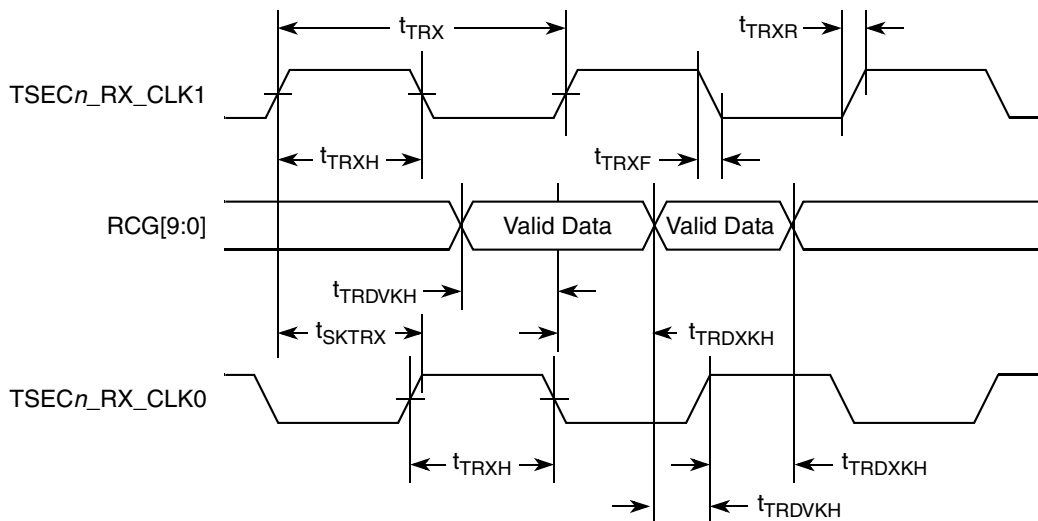 tTRX
tTRXR
TSECn_RX_CLK1
tTRXH
tTRXF
RCG[9:0]
Valid Data
Valid Data
tTRDVKH
tSKTRX
tTRDXKH
TSECn_RX_CLK0
tTRXH
tTRDXKH
tTRDVKH